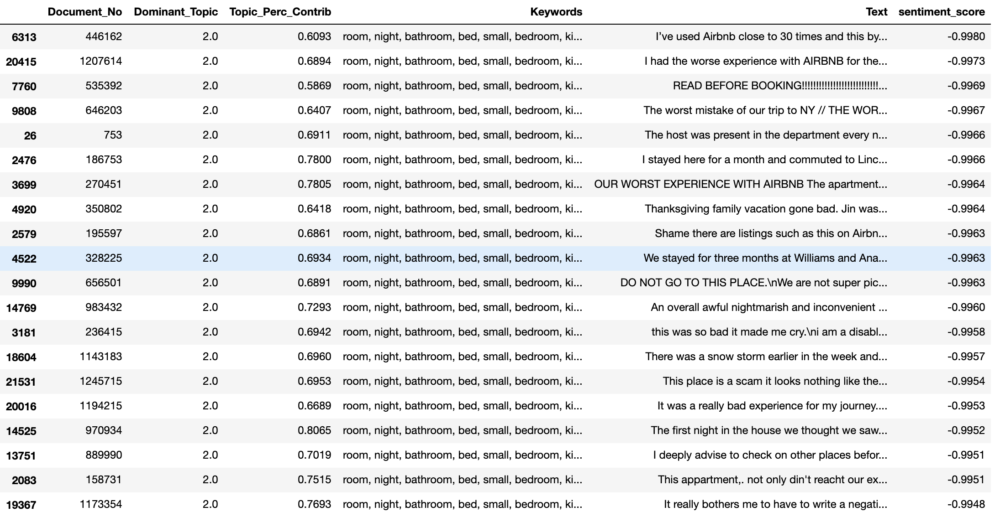 Document_No Dominant_Topic Topic_Perc_Contrib Keywords Text sentiment_score
6313 446162 2.0 0.6093 room, night, bathroom, bed, small, bedroom, ki... I’ve used Airbnb close to 30 times and this by... -0.9980
20415 1207614 2.0 0.6894 room, night, bathroom, bed, small, bedroom, ki... I had the worse experience with AIRBNB for the... -0.9973
7760 535392 2.0 0.5869 room, night, bathroom, bed, small, bedroom, ki... READ BEFORE BOOKING!!!!!!!!!!!!!!!!!!!!!!!!!!!!... -0.9969
9808 646203 2.0 0.6407 room, night, bathroom, bed, small, bedroom, ki... The worst mistake of our trip to NY // THE WOR... -0.9967
26 753 2.0 0.6911 room, night, bathroom, bed, small, bedroom, ki... The host was present in the department every n... -0.9966
2476 186753 2.0 0.7800 room, night, bathroom, bed, small, bedroom, ki... I stayed here for a month and commuted to Linc... -0.9966
3699 270451 2.0 0.7805 room, night, bathroom, bed, small, bedroom, ki... OUR WORST EXPERIENCE WITH AIRBNB The apartment... -0.9964
4920 350802 2.0 0.6418 room, night, bathroom, bed, small, bedroom, ki... Thanksgiving family vacation gone bad. Jin was... -0.9964
2579 195597 2.0 0.6861 room, night, bathroom, bed, small, bedroom, ki... Shame there are listings such as this on Airbn... -0.9963
4522 328225 2.0 0.6934 room, night, bathroom, bed, small, bedroom, ki... We stayed for three months at Williams and Ana... -0.9963
9990 656501 2.0 0.6891 room, night, bathroom, bed, small, bedroom, ki... DO NOT GO TO THIS PLACE.\nWe are not super pic... -0.9963
14769 983432 2.0 0.7293 room, night, bathroom, bed, small, bedroom, ki... An overall awful nightmarish and inconvenient ... -0.9960
3181 236415 2.0 0.6942 room, night, bathroom, bed, small, bedroom, ki... this was so bad it made me cry.\ni am a disabl... -0.9958
18604 1143183 2.0 0.6960 room, night, bathroom, bed, small, bedroom, ki... There was a snow storm earlier in the week and... -0.9957
21531 1245715 2.0 0.6953 room, night, bathroom, bed, small, bedroom, ki... This place is a scam it looks nothing like the... -0.9954
20016 1194215 2.0 0.6689 room, night, bathroom, bed, small, bedroom, ki... It was a really bad experience for my journey.... -0.9953
14525 970934 2.0 0.8065 room, night, bathroom, bed, small, bedroom, ki... The first night in the house we thought we saw... -0.9952
13751 889990 2.0 0.7019 room, night, bathroom, bed, small, bedroom, ki... I deeply advise to check on other places befor... -0.9951
2083 158731 2.0 0.7515 room, night, bathroom, bed, small, bedroom, ki... This appartment,. not only din't reacht our ex... -0.9951
19367 1173354 2.0 0.7693 room, night, bathroom, bed, small, bedroom, ki... It really bothers me to have to write a negati... -0.9948